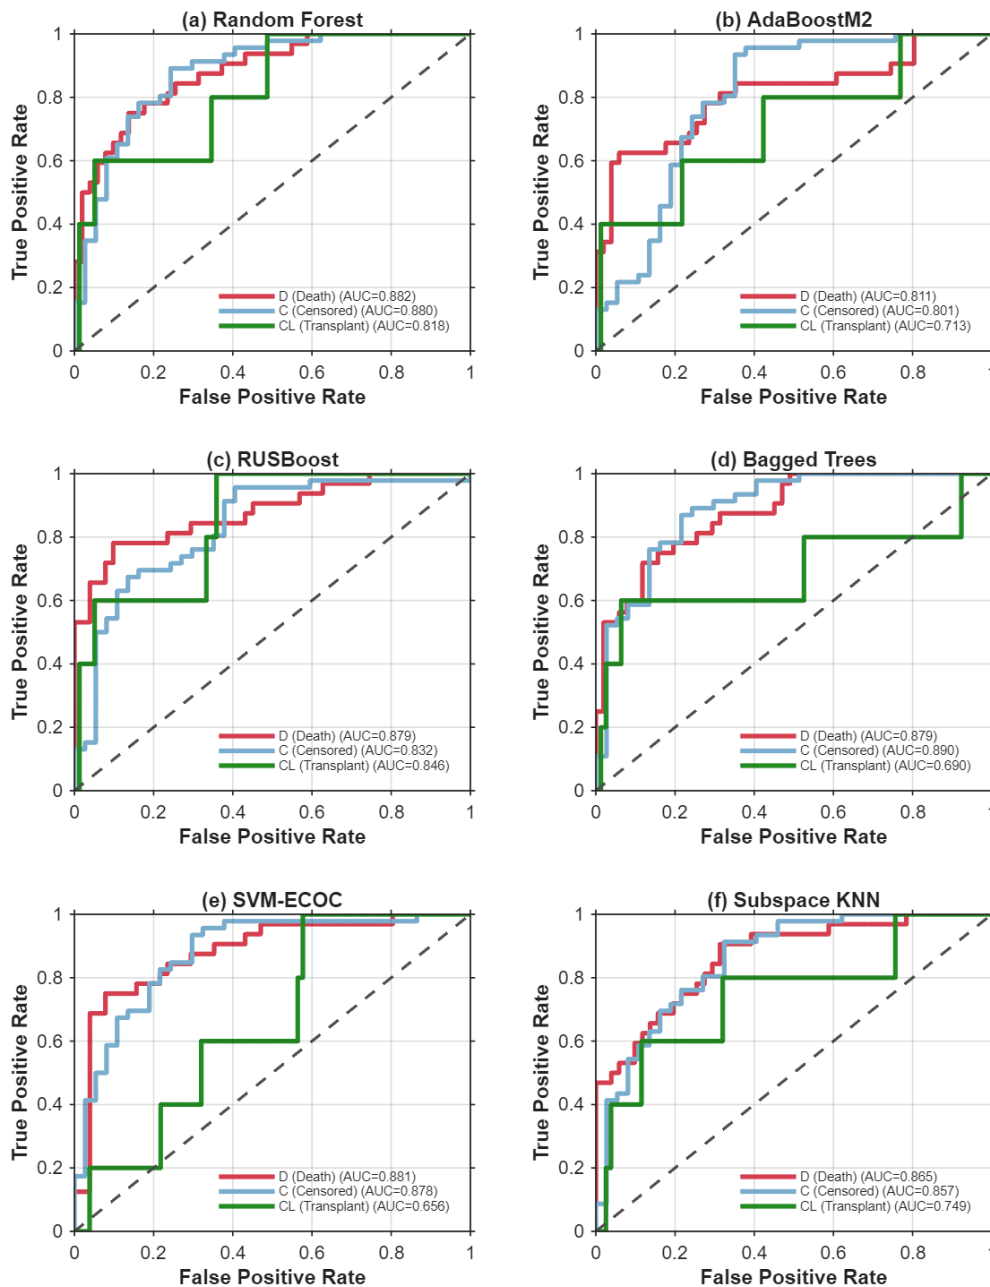 (a) Random Forest
True Positive Rate
1
0.8
0.6
0.4
0.2
0
D (Death) (AUC=0.882)
C (Censored) (AUC=0.880)
CL (Transplant) (AUC=0.818)
0 0.2 0.4 0.6 0.8 1
False Positive Rate
(b) AdaBoostM2
True Positive Rate
1
0.8
0.6
0.4
0.2
0
D (Death) (AUC=0.811)
C (Censored) (AUC=0.801)
CL (Transplant) (AUC=0.713)
0 0.2 0.4 0.6 0.8 1
False Positive Rate
(c) RUSBoost
True Positive Rate
1
0.8
0.6
0.4
0.2
0
D (Death) (AUC=0.879)
C (Censored) (AUC=0.832)
CL (Transplant) (AUC=0.846)
0 0.2 0.4 0.6 0.8 1
False Positive Rate
(d) Bagged Trees
True Positive Rate
1
0.8
0.6
0.4
0.2
0
D (Death) (AUC=0.879)
C (Censored) (AUC=0.890)
CL (Transplant) (AUC=0.690)
0 0.2 0.4 0.6 0.8 1
False Positive Rate
(e) SVM-ECOC
True Positive Rate
1
0.8
0.6
0.4
0.2
0
D (Death) (AUC=0.881)
C (Censored) (AUC=0.878)
CL (Transplant) (AUC=0.656)
0 0.2 0.4 0.6 0.8 1
False Positive Rate
(f) Subspace KNN
True Positive Rate
1
0.8
0.6
0.4
0.2
0
D (Death) (AUC=0.865)
C (Censored) (AUC=0.857)
CL (Transplant) (AUC=0.749)
0 0.2 0.4 0.6 0.8 1
False Positive Rate